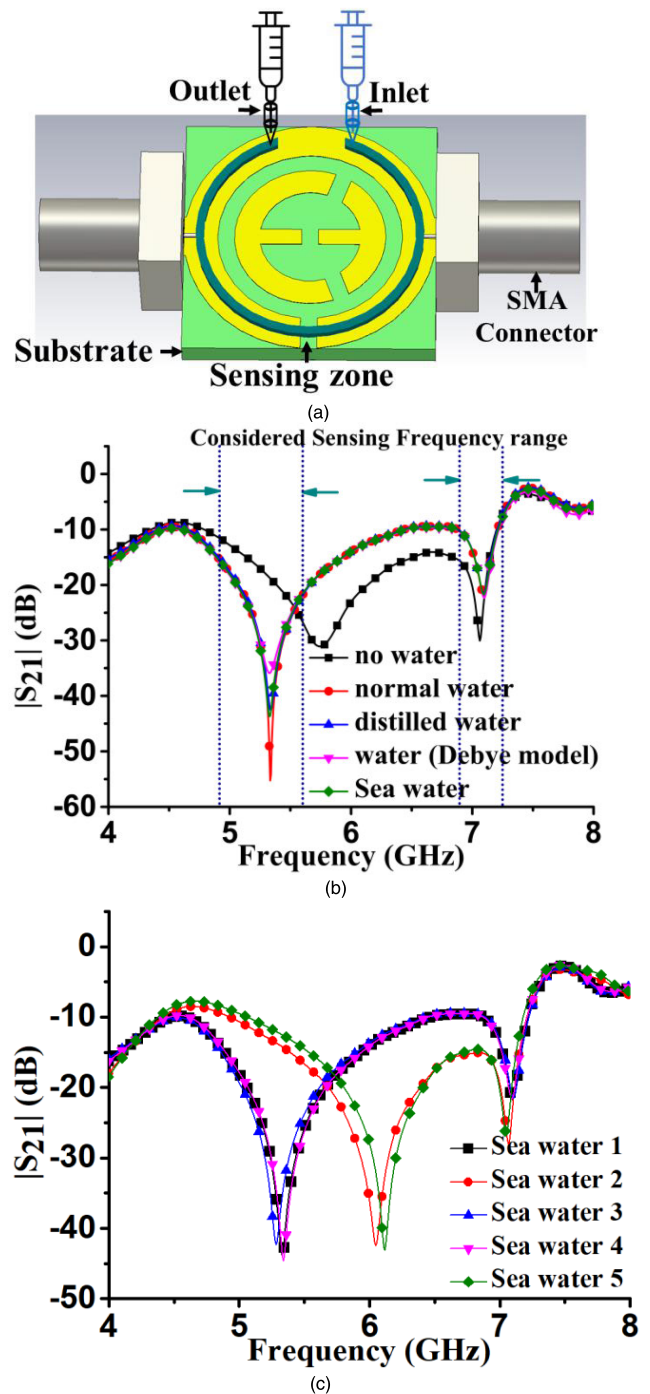 Outlet
Inlet
SMA
Connector
Substrate
Sensing zone
(a)
Considered Sensing Frequency range
0
-10
-20
-30
-40
-50
-60
|S21| (dB)
no water
normal water
distilled water
water (Debye model)
Sea water
4 5 6 7 8
Frequency (GHz)
(b)
0
-10
-20
-30
-40
-50
|S21| (dB)
Sea water 1
Sea water 2
Sea water 3
Sea water 4
Sea water 5
4 5 6 7 8
Frequency (GHz)
(c)